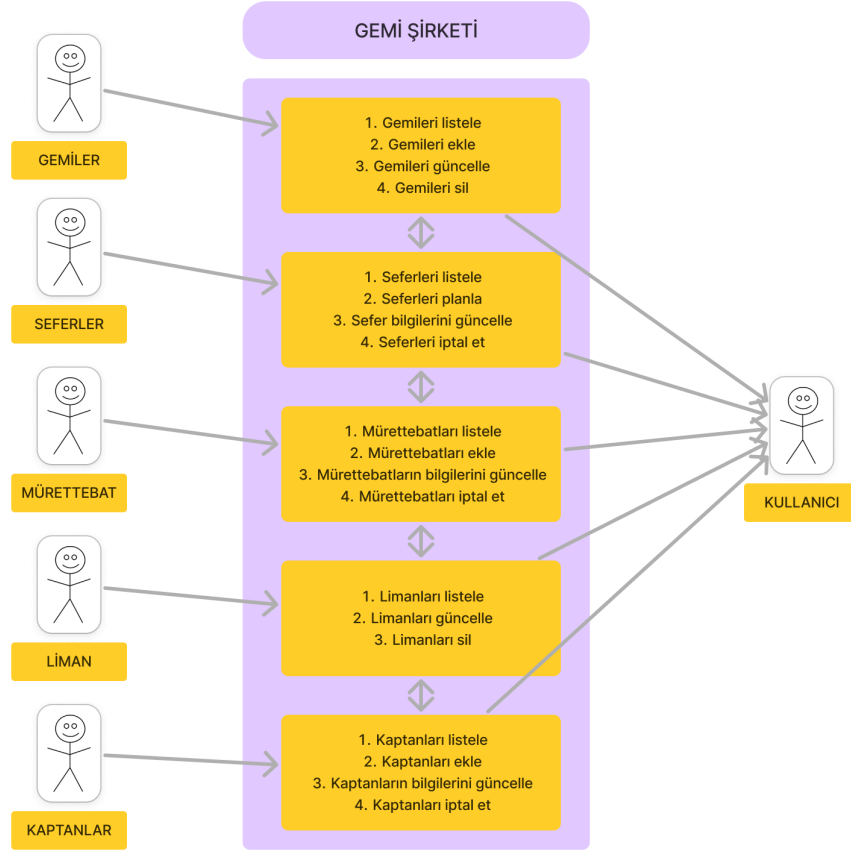 GEMİ ŞİRKETİ
GEMİLER
1. Gemileri listele
2. Gemileri ekle
3. Gemileri güncelle
4. Gemileri sil
SEFERLER
1. Seferleri listele
2. Seferleri planla
3. Sefer bilgilerini güncelle
4. Seferleri iptal et
MÜRETTEBAT
1. Mürettebatları listele
2. Mürettebatları ekle
3. Mürettebatların bilgilerini güncelle
4. Mürettebatları iptal et
KULLANICI
LİMAN
1. Limanları listele
2. Limanları güncelle
3. Limanları sil
KAPTANLAR
1. Kaptanları listele
2. Kaptanları ekle
3. Kaptanların bilgilerini güncelle
4. Kaptanları iptal et